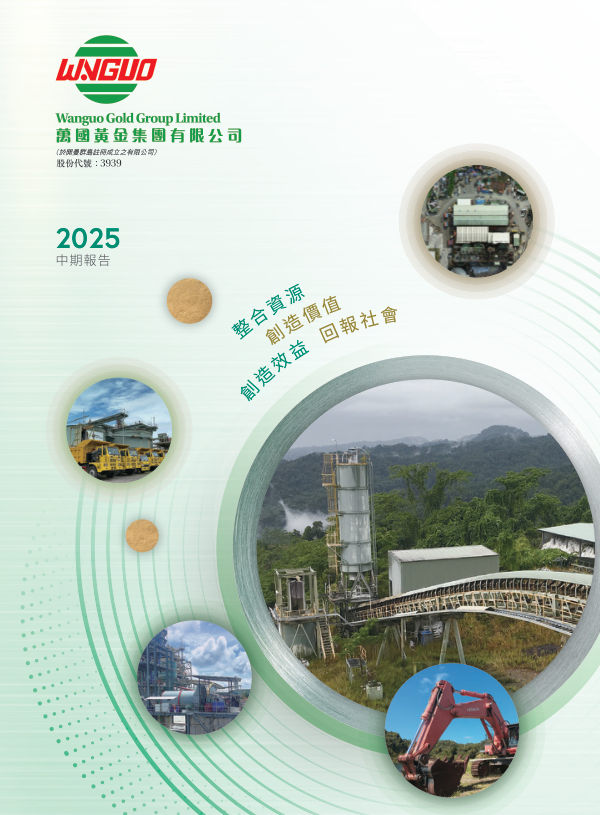 WANGUO
Wanguo Gold Group Limited
萬國黃金集團有限公司
(於開曼群島註冊成立之有限公司)
股份代號：3939
2025
中期報告
整合資源
創造價值
創造效益
回報社會